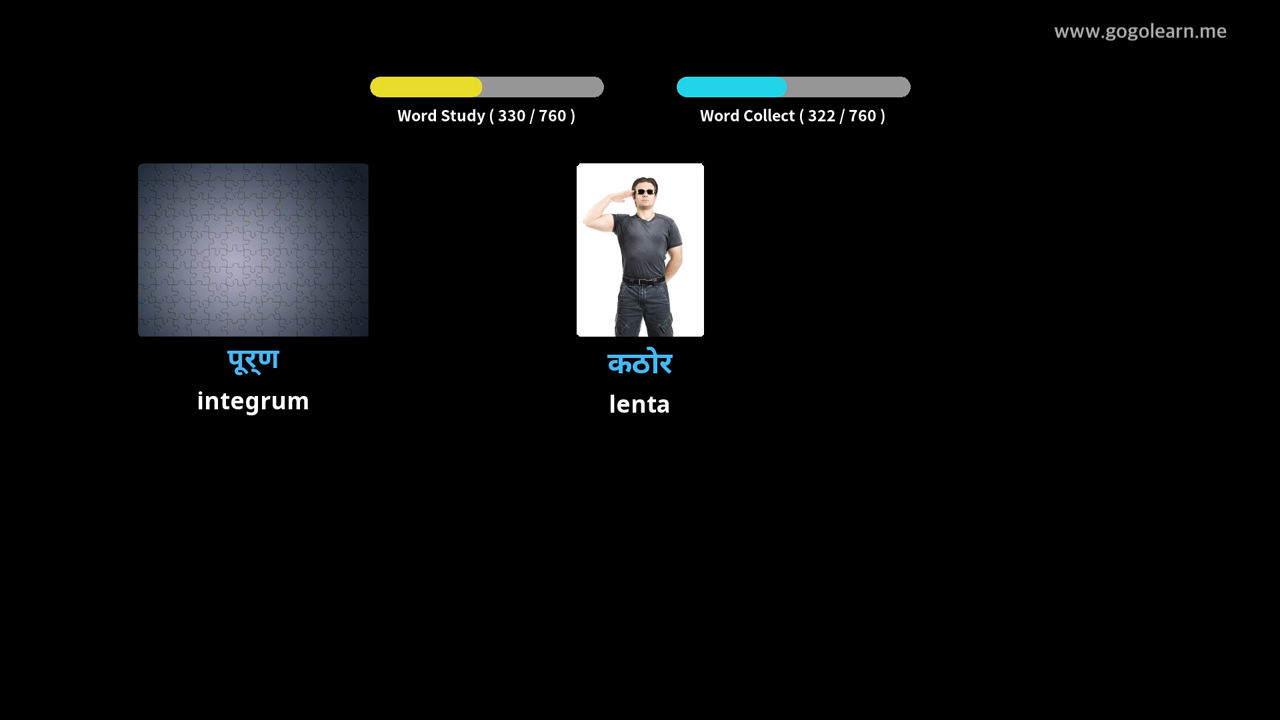 www.gogolearn.me
Word Study ( 330 / 760 )
Word Collect ( 322 / 760 )
पूर्ण
integrum
कठोर
lenta